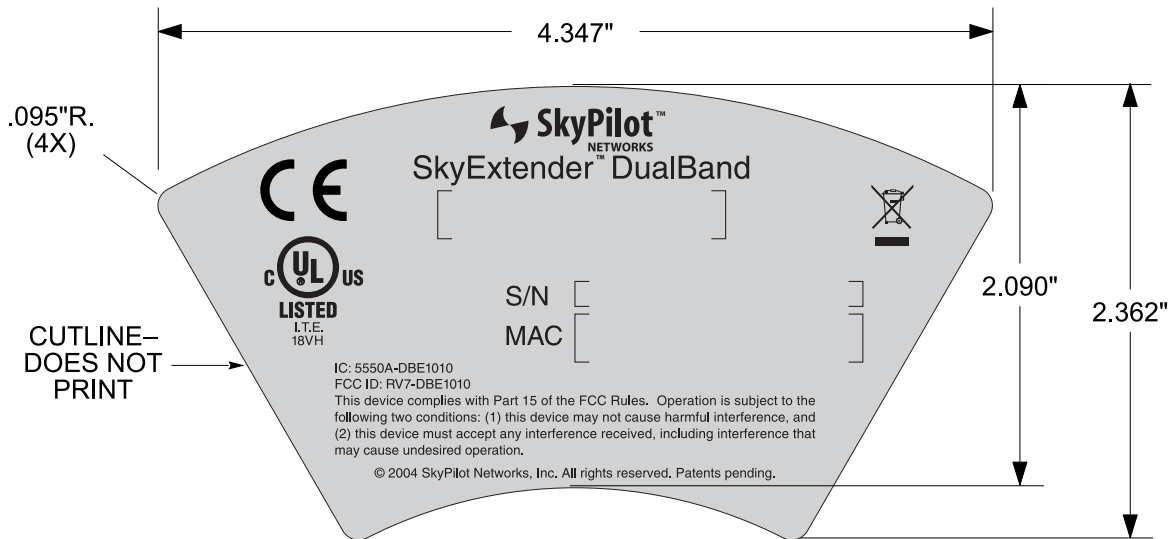 4.347"
.095"R.
(4X)
SkyPilot™
NETWORKS
SkyExtender™ DualBand
CE
C UL® US
LISTED
I.T.E.
18VH
S/N
MAC
2.090"
2.362"
CUTLINE–
DOES NOT
PRINT
IC: 5550A-DBE1010
FCC ID: RV7-DBE1010
This device complies with Part 15 of the FCC Rules. Operation is subject to the
following two conditions: (1) this device may not cause harmful interference, and
(2) this device must accept any interference received, including interference that
may cause undesired operation.
© 2004 SkyPilot Networks, Inc. All rights reserved. Patents pending.